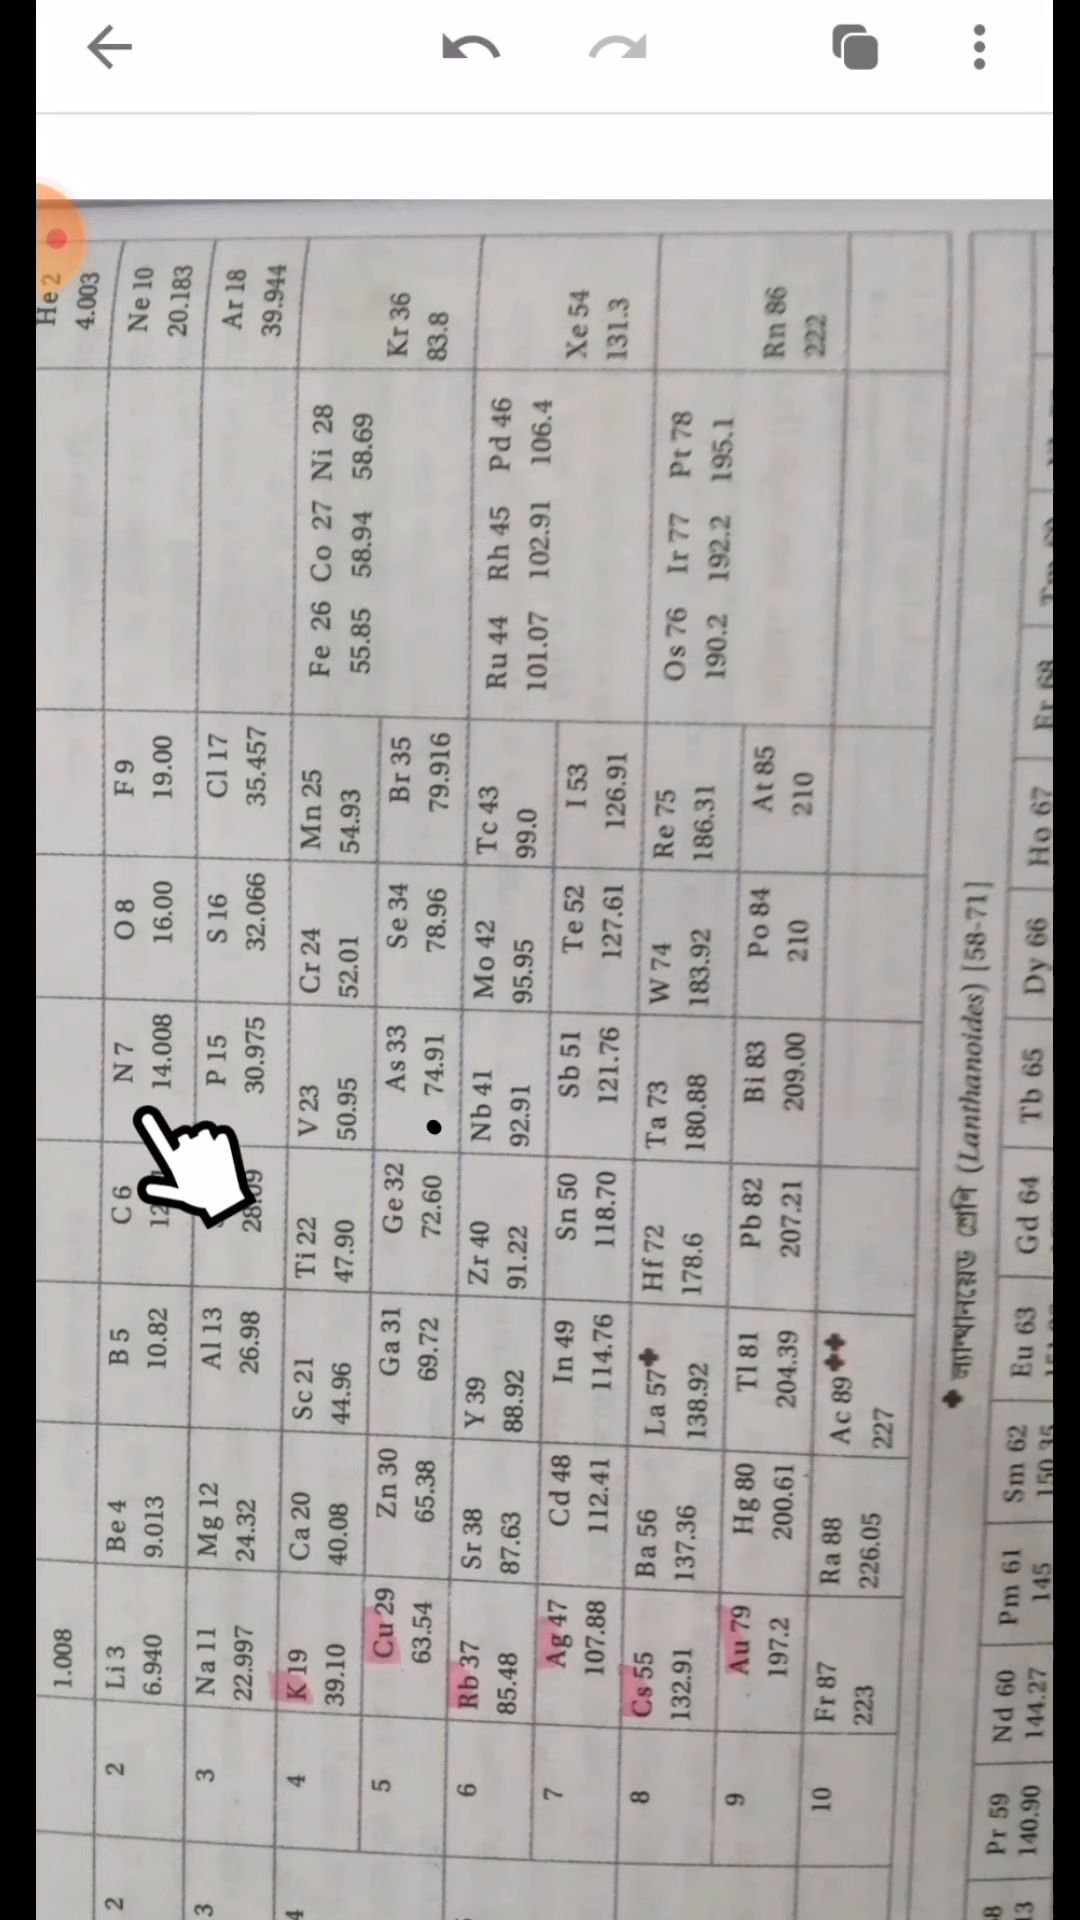 He 2
1.008 4.003
2 2 Li 3 Be 4 B 5 C 6 N 7 O 8 F 9 Ne 10
6.940 9.013 10.82 14.008 16.00 19.00 20.183
3 3 Na 11 Mg 12 Al 13 P 15 S 16 Cl 17 Ar 18
22.997 24.32 26.98 28.09 30.975 32.066 35.457 39.944
4 4 K 19 Ca 20 Sc 21 Ti 22 V 23 Cr 24 Mn 25 Fe 26 Co 27 Ni 28
39.10 40.08 44.96 47.90 50.95 52.01 54.93 55.85 58.94 58.69
5 Cu 29 Zn 30 Ga 31 Ge 32 As 33 Se 34 Br 35 Kr 36
63.54 65.38 69.72 72.60 74.91 78.96 79.916 83.8
6 Rb 37 Sr 38 Y 39 Zr 40 Nb 41 Mo 42 Tc 43 Ru 44 Rh 45 Pd 46
85.48 87.63 88.92 91.22 92.91 95.95 99.0 101.07 102.91 106.4
7 Ag 47 Cd 48 In 49 Sn 50 Sb 51 Te 52 I 53 Xe 54
107.88 112.41 114.76 118.70 121.76 127.61 126.91 131.3
8 Cs 55 Ba 56 La 57✦ Hf 72 Ta 73 W 74 Re 75 Os 76 Ir 77 Pt 78
132.91 137.36 138.92 178.6 180.88 183.92 186.31 190.2 192.2 195.1
9 Au 79 Hg 80 Tl 81 Pb 82 Bi 83 Po 84 At 85 Rn 86
197.2 200.61 204.39 207.21 209.00 210 210 222
10 Fr 87 Ra 88 Ac 89✦✦
223 226.05 227
✦ ল্যান্থানয়েড শ্রেণি (Lanthanoides) [58-71]
8 Pr 59 Nd 60 Pm 61 Sm 62 Eu 63 Gd 64 Tb 65 Dy 66 Ho 67 Er 68
13 140.90 144.27 145 150.35